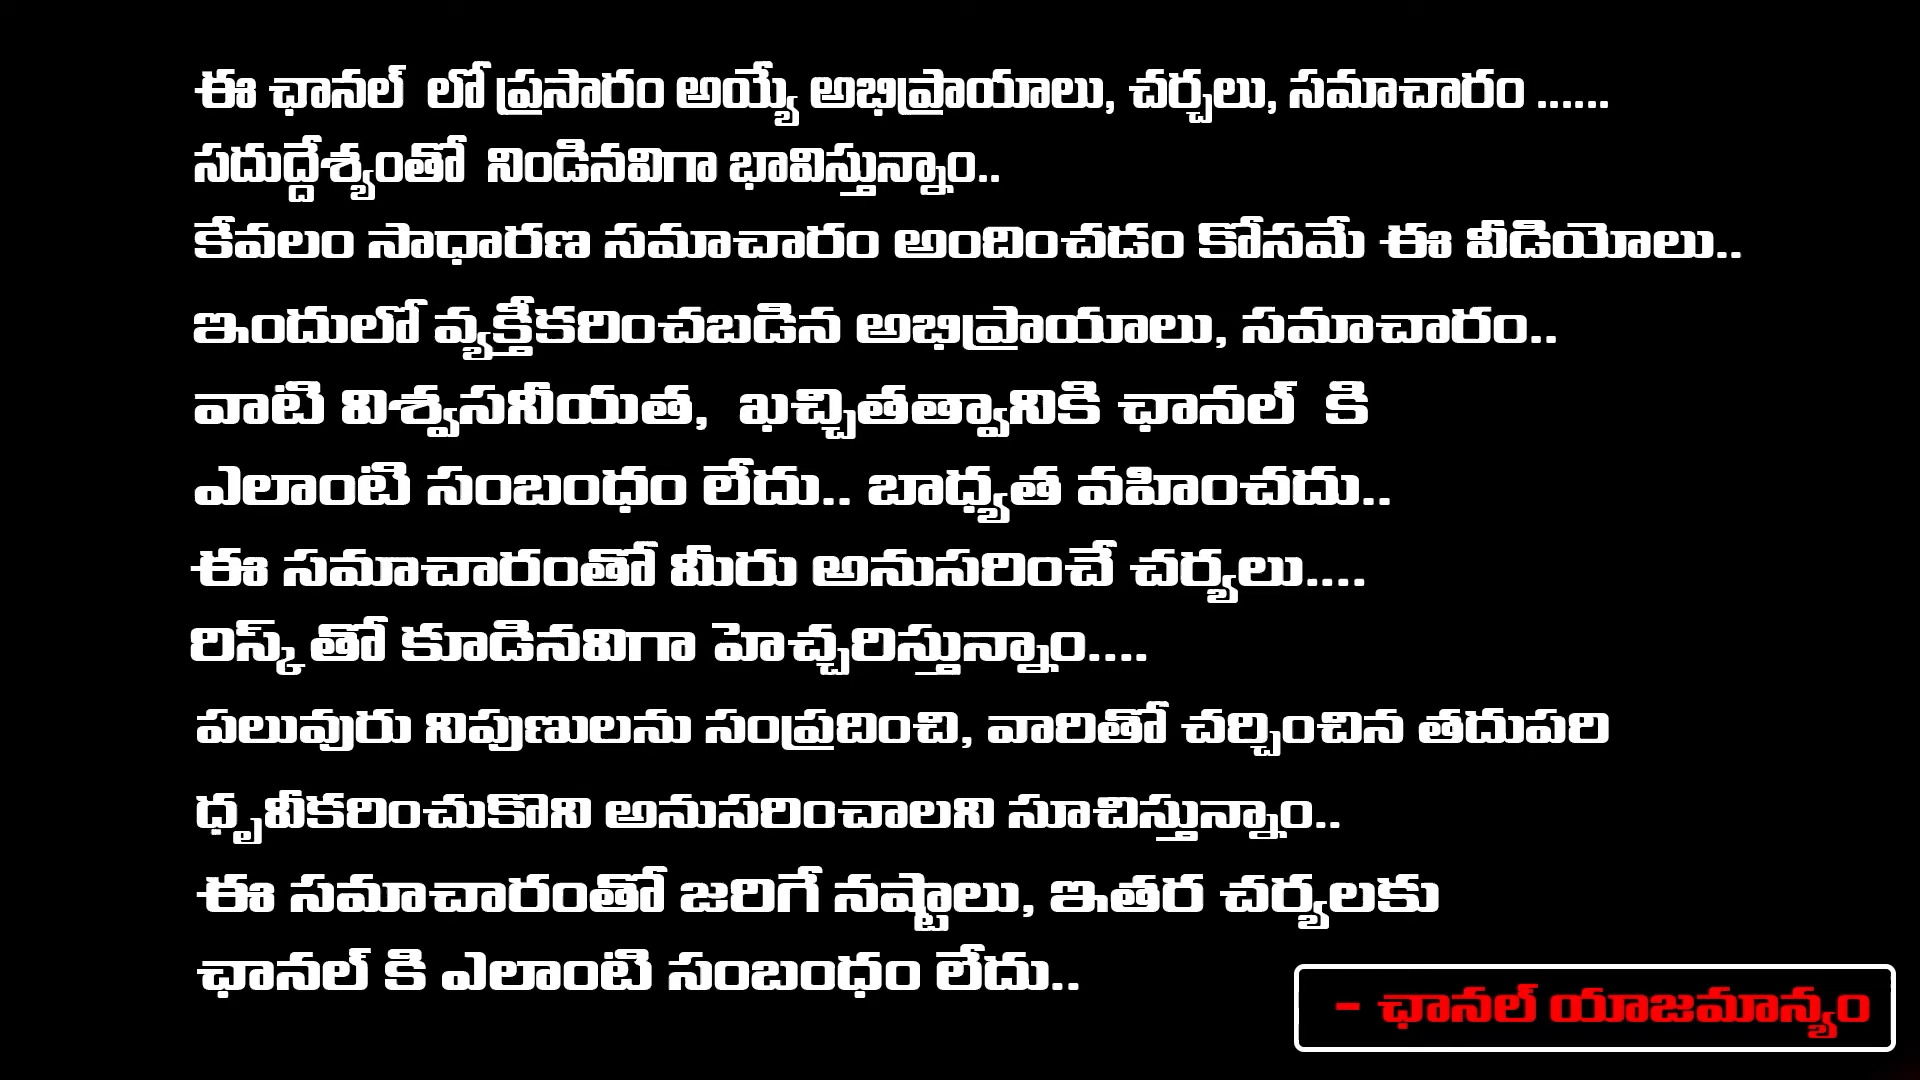 ఈ ఛానల్ లో ప్రసారం అయ్యే అభిప్రాయాలు, చర్చలు, సమాచారం ......
సదుద్దేశ్యంతో నిండినవిగా భావిస్తున్నాం..
కేవలం సాధారణ సమాచారం అందించడం కోసమే ఈ వీడియోలు..
ఇందులో వ్యక్తీకరించబడిన అభిప్రాయాలు, సమాచారం..
వాటి విశ్వసనీయత, ఖచ్చితత్వానికి ఛానల్ కి
ఎలాంటి సంబంధం లేదు.. బాధ్యత వహించదు..
ఈ సమాచారంతో మీరు అనుసరించే చర్యలు....
రిస్క్ తో కూడినవిగా హెచ్చరిస్తున్నాం....
పలువురు నిపుణులను సంప్రదించి, వారితో చర్చించిన తదుపరి
ధృవీకరించుకొని అనుసరించాలని సూచిస్తున్నాం..
ఈ సమాచారంతో జరిగే నష్టాలు, ఇతర చర్యలకు
ఛానల్ కి ఎలాంటి సంబంధం లేదు..
- ఛానల్ యాజమాన్యం